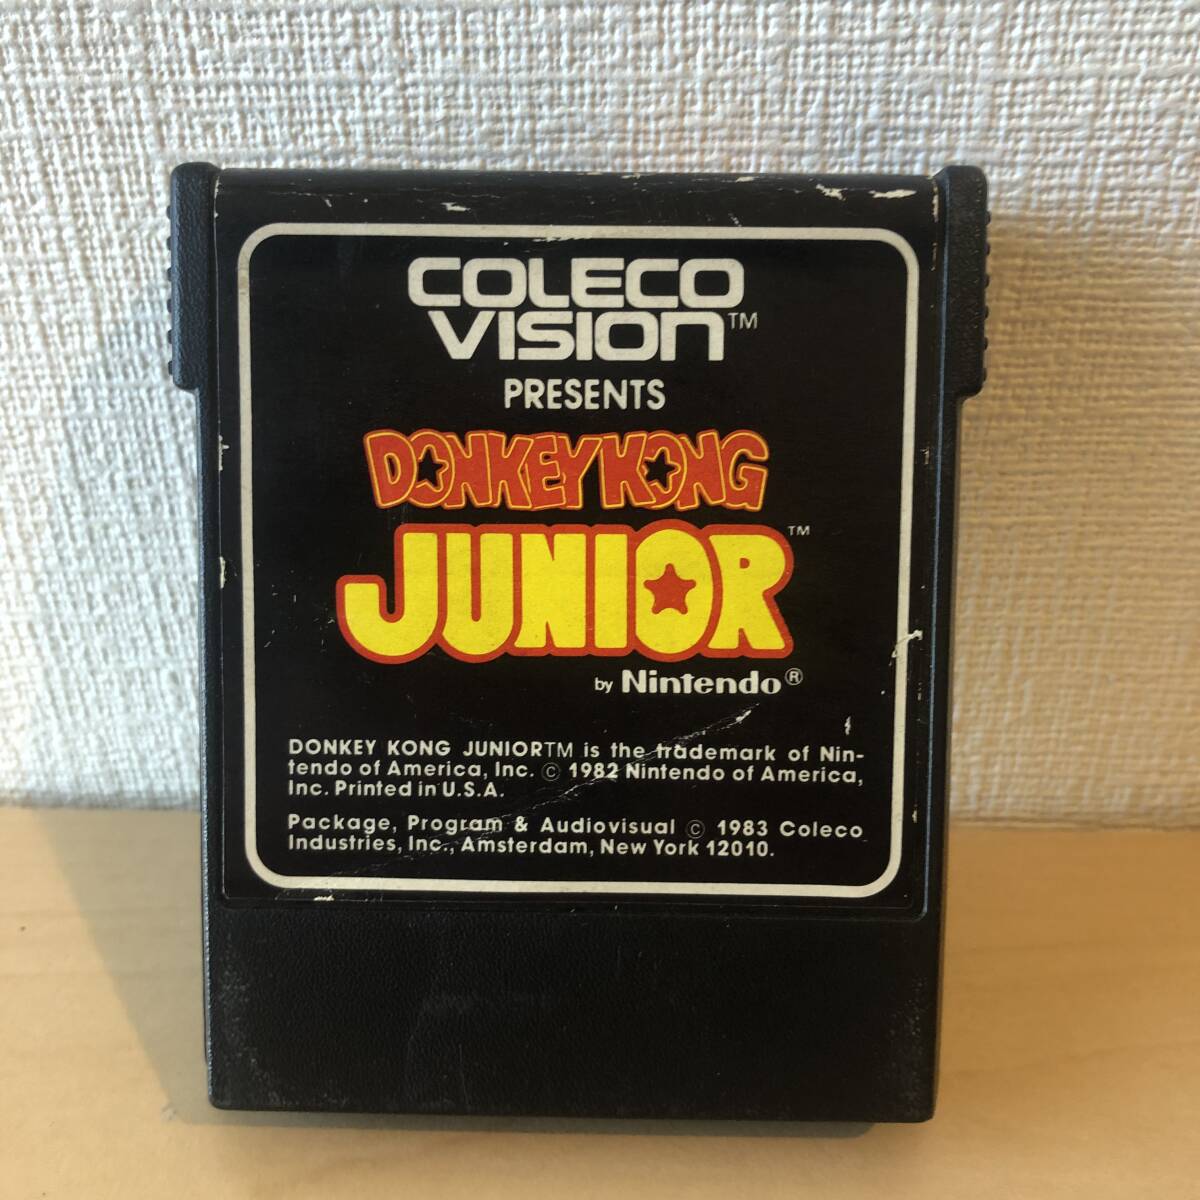 COLECO
VISION™
PRESENTS
DONKEY KONG
JUNIOR™
by Nintendo®
DONKEY KONG JUNIOR™ is the trademark of Nin-
tendo of America, Inc. © 1982 Nintendo of America,
Inc. Printed in U.S.A.
Package, Program & Audiovisual © 1983 Coleco
Industries, Inc., Amsterdam, New York 12010.